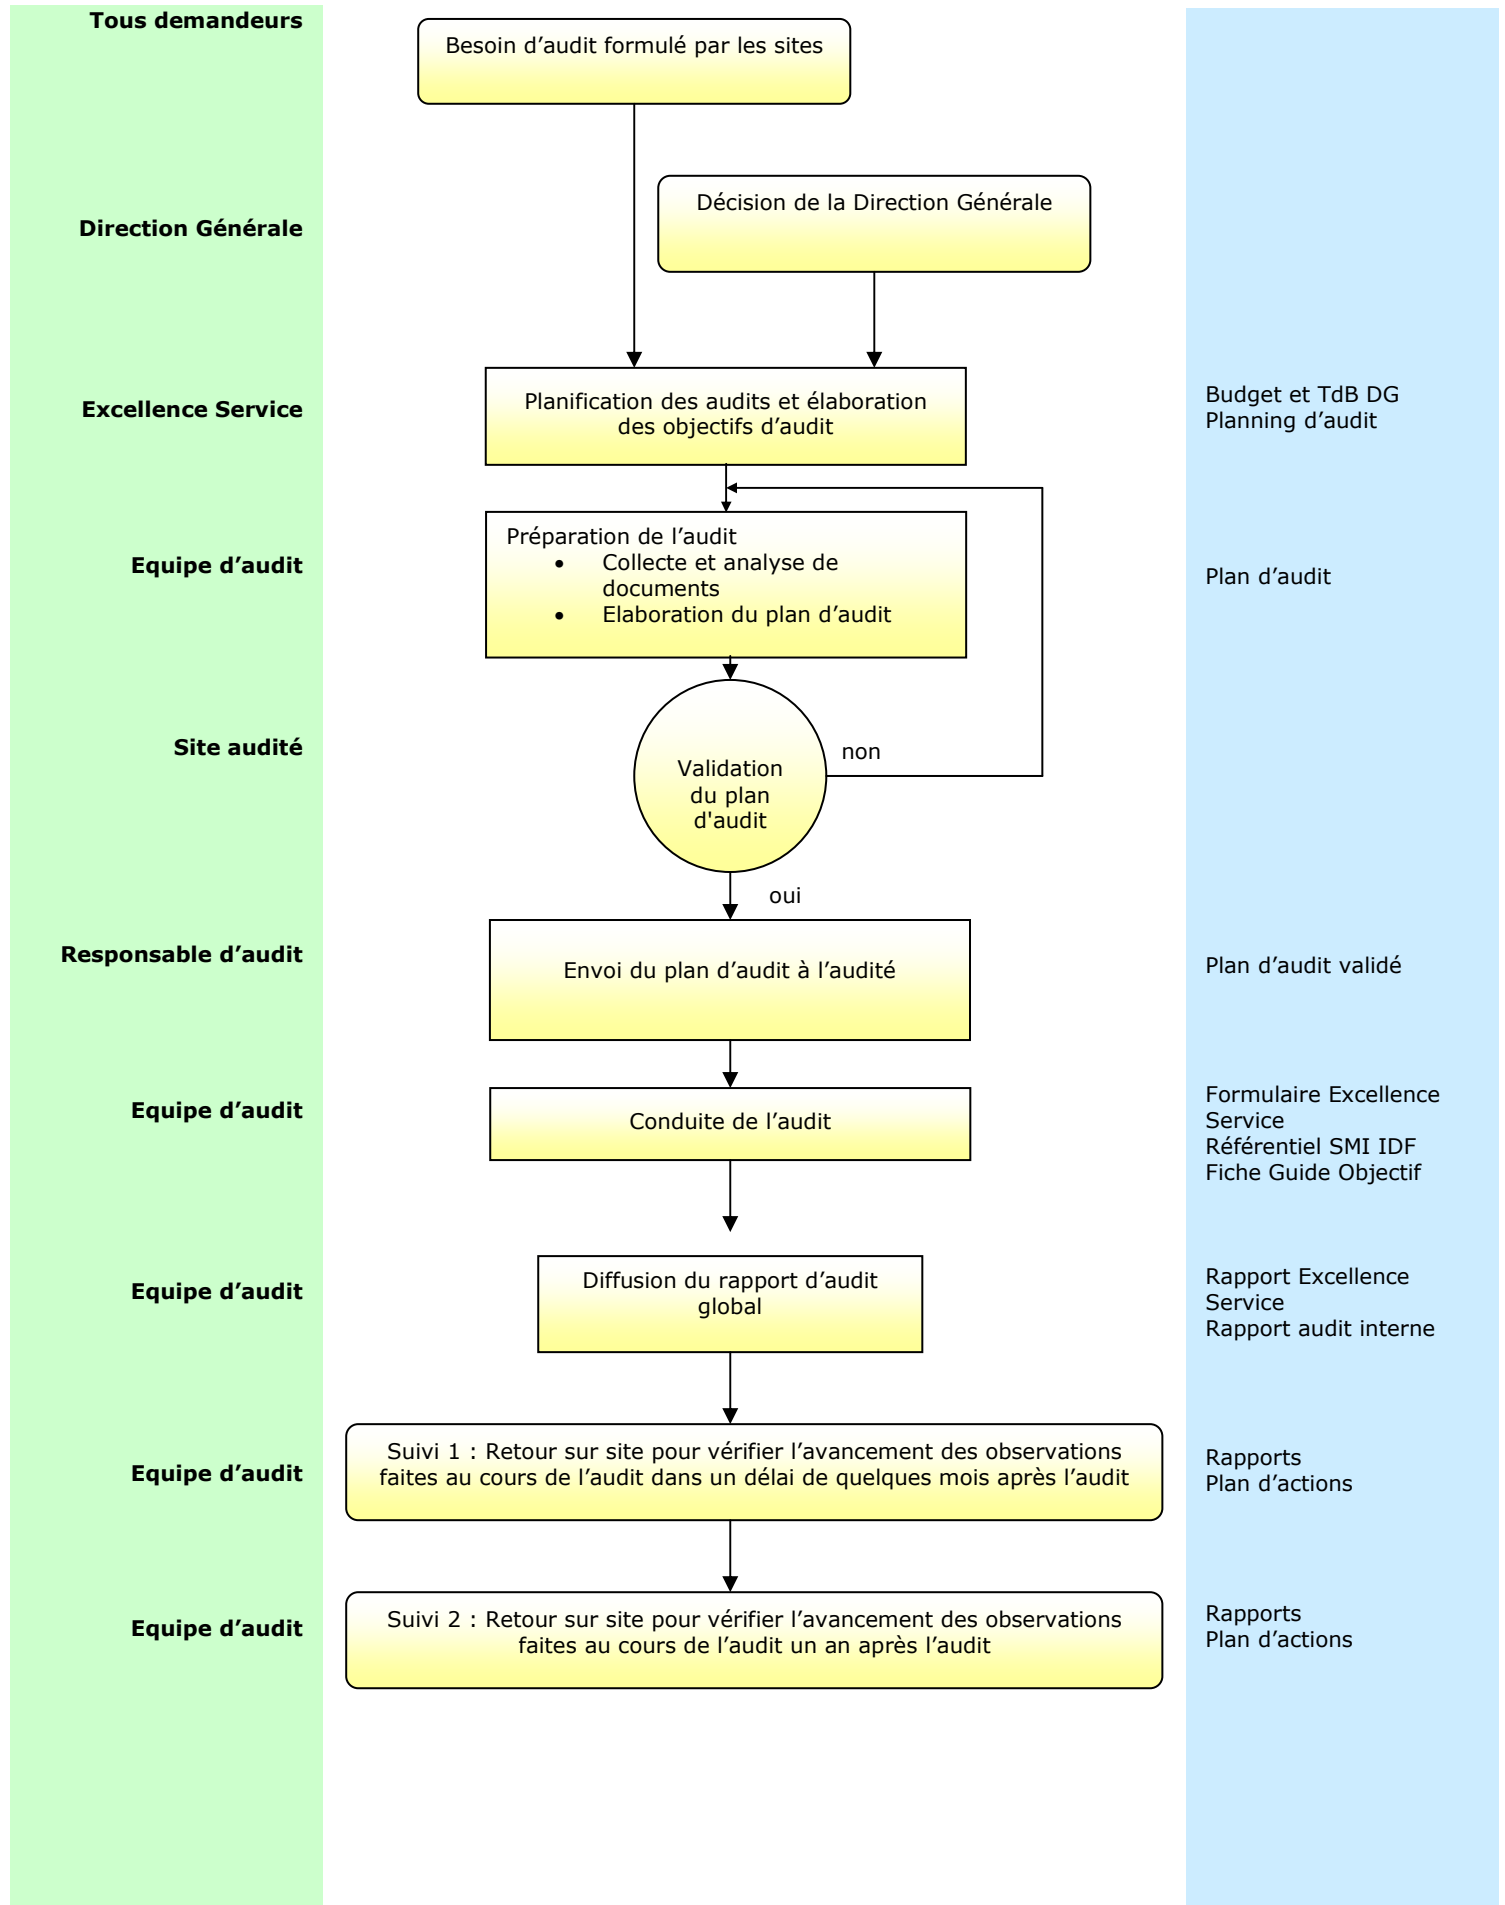 Tous demandeurs
Besoin d’audit formulé par les sites
Direction Générale
Décision de la Direction Générale
Excellence Service
Planification des audits et élaboration
des objectifs d’audit
Budget et TdB DG
Planning d’audit
Equipe d’audit
Préparation de l’audit
• Collecte et analyse de
documents
• Elaboration du plan d’audit
Plan d’audit
Site audité
Validation
du plan
d'audit
non
oui
Responsable d’audit
Envoi du plan d’audit à l’audité
Plan d’audit validé
Equipe d’audit
Conduite de l’audit
Formulaire Excellence
Service
Référentiel SMI IDF
Fiche Guide Objectif
Equipe d’audit
Diffusion du rapport d’audit
global
Rapport Excellence
Service
Rapport audit interne
Equipe d’audit
Suivi 1 : Retour sur site pour vérifier l’avancement des observations
faites au cours de l’audit dans un délai de quelques mois après l’audit
Rapports
Plan d’actions
Equipe d’audit
Suivi 2 : Retour sur site pour vérifier l’avancement des observations
faites au cours de l’audit un an après l’audit
Rapports
Plan d’actions